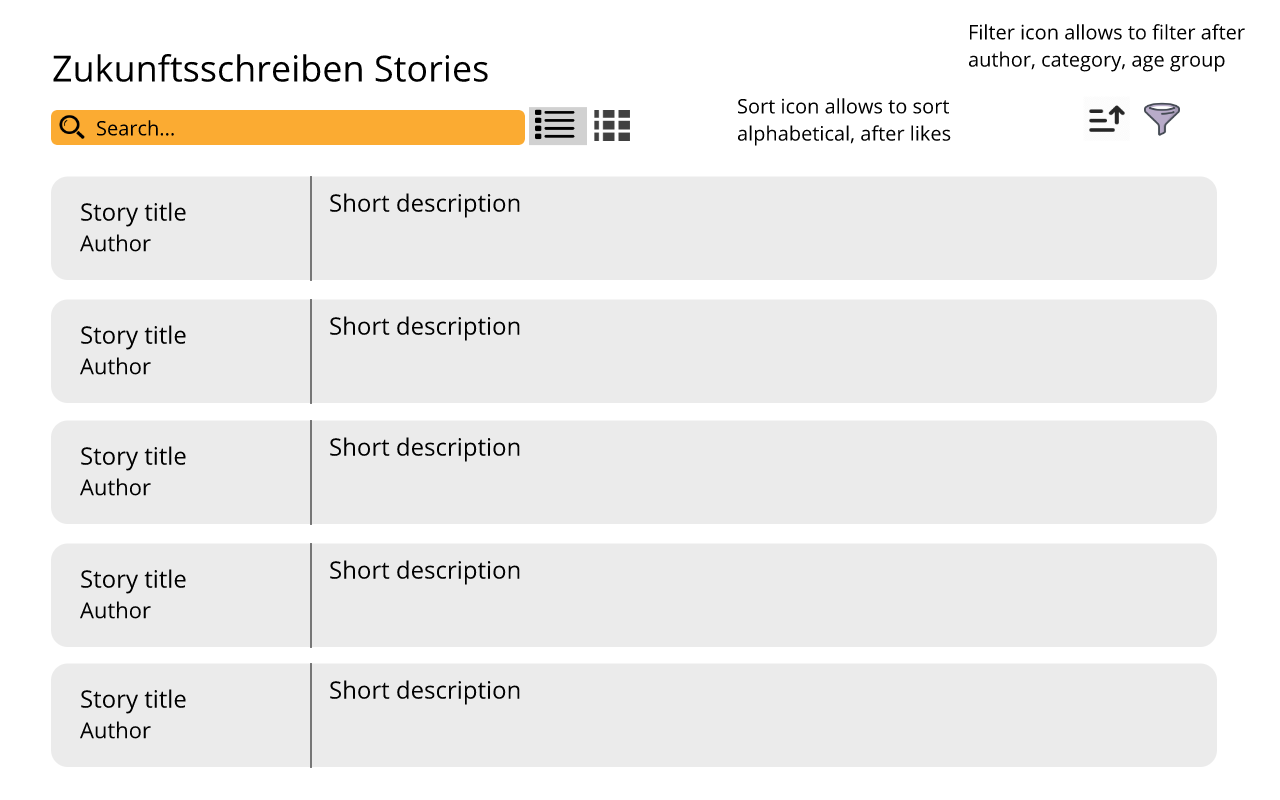 Filter icon allows to filter after
author, category, age group
Zukunftsschreiben Stories
Search...
Sort icon allows to sort
alphabetical, after likes
Story title
Author
Short description
Story title
Author
Short description
Story title
Author
Short description
Story title
Author
Short description
Story title
Author
Short description